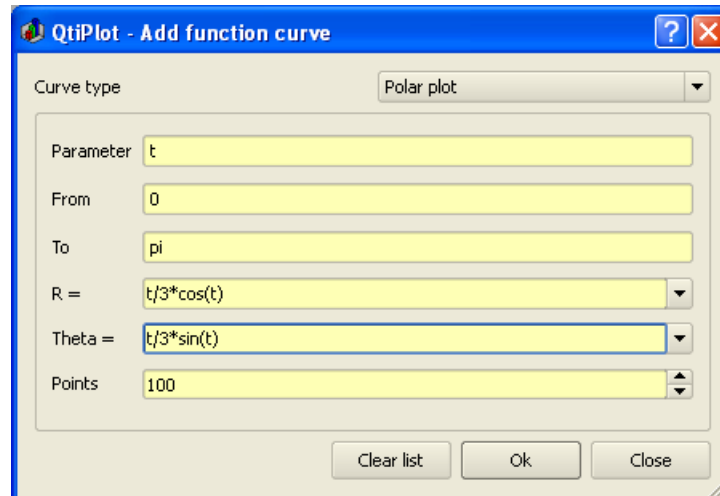 QtiPlot - Add function curve
Curve type Polar plot
Parameter t
From 0
To pi
R = t/3*cos(t)
Theta = t/3*sin(t)
Points 100
Clear list Ok Close